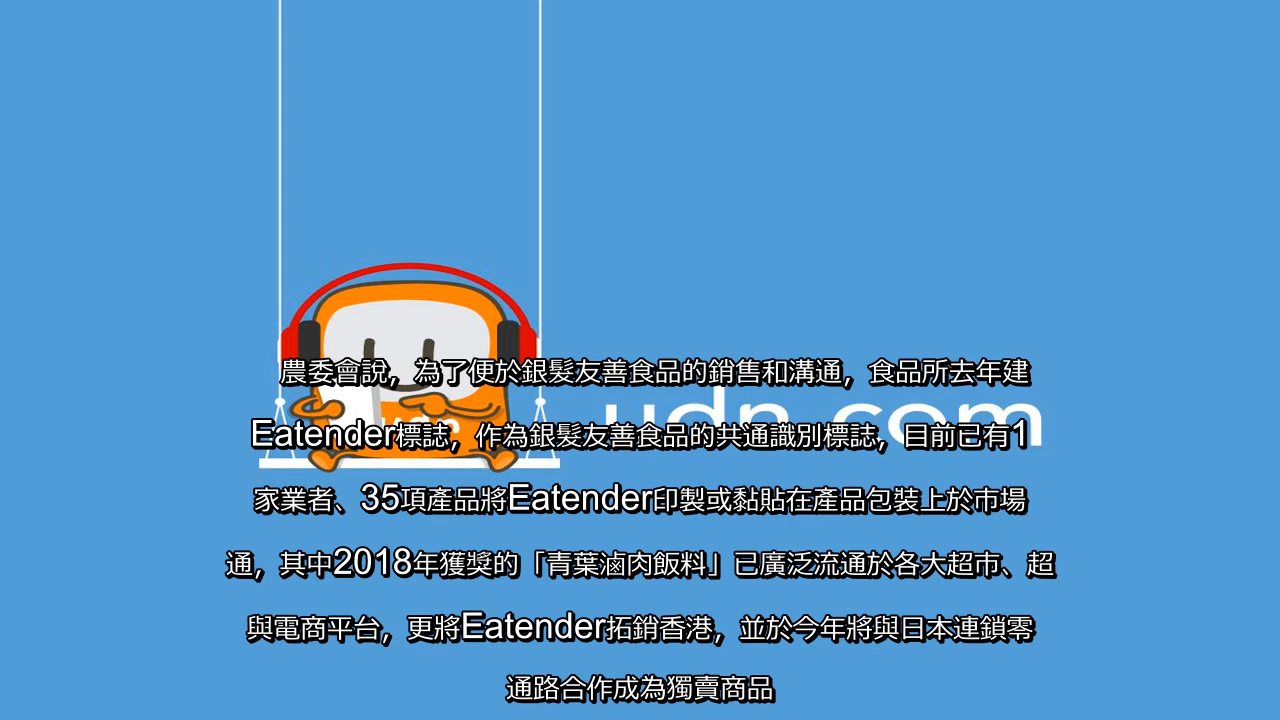 農委會說，為了便於銀髮友善食品的銷售和溝通，食品所去年建
Eatender標誌，作為銀髮友善食品的共通識別標誌，目前已有1
家業者、35項產品將Eatender印製或黏貼在產品包裝上於市場
通，其中2018年獲獎的「青葉滷肉飯料」已廣泛流通於各大超市、超
與電商平台，更將Eatender拓銷香港，並於今年將與日本連鎖零
通路合作成為獨賣商品
udn.com
udn